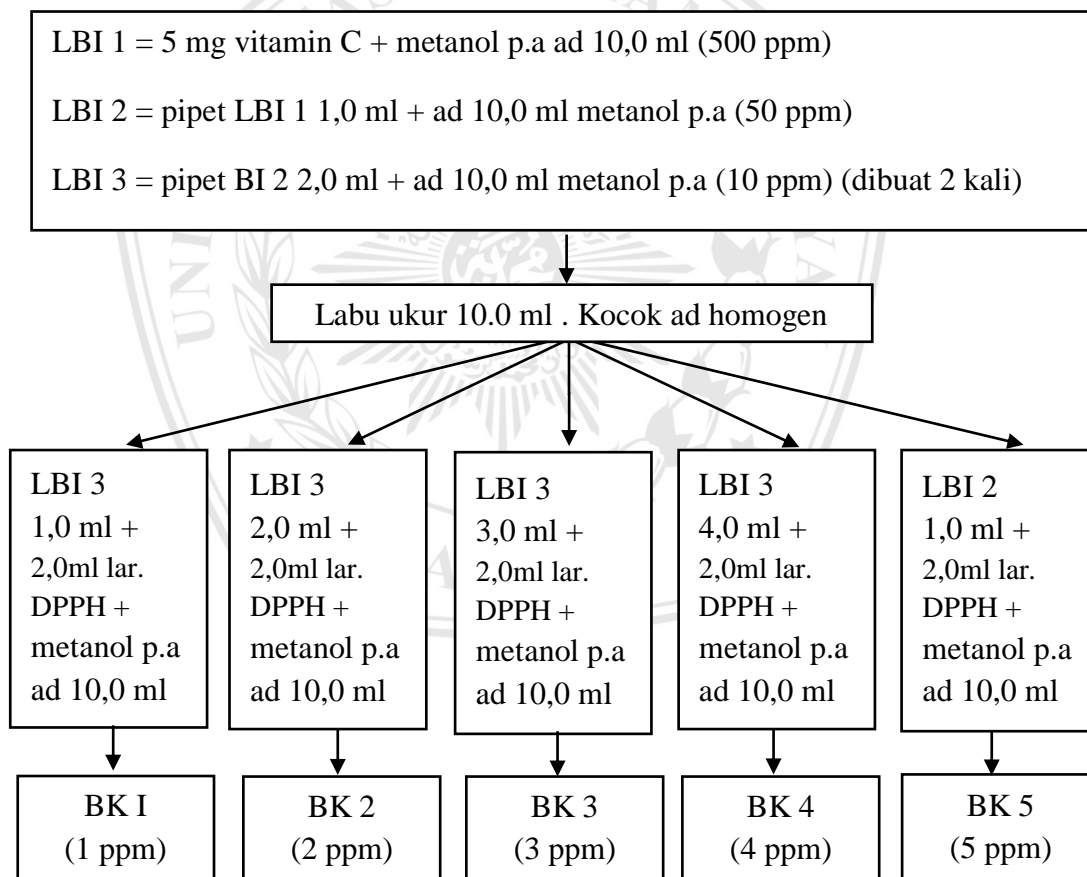 LBI 1 = 5 mg vitamin C + metanol p.a ad 10,0 ml (500 ppm)
LBI 2 = pipet LBI 1 1,0 ml + ad 10,0 ml metanol p.a (50 ppm)
LBI 3 = pipet BI 2 2,0 ml + ad 10,0 ml metanol p.a (10 ppm) (dibuat 2 kali)
Labu ukur 10.0 ml . Kocok ad homogen
LBI 3
1,0 ml +
2,0ml lar.
DPPH +
metanol p.a
ad 10,0 ml
LBI 3
2,0 ml +
2,0ml lar.
DPPH +
metanol p.a
ad 10,0 ml
LBI 3
3,0 ml +
2,0ml lar.
DPPH +
metanol p.a
ad 10,0 ml
LBI 3
4,0 ml +
2,0ml lar.
DPPH +
metanol p.a
ad 10,0 ml
LBI 2
1,0 ml +
2,0ml lar.
DPPH +
metanol p.a
ad 10,0 ml
BK I
(1 ppm)
BK 2
(2 ppm)
BK 3
(3 ppm)
BK 4
(4 ppm)
BK 5
(5 ppm)